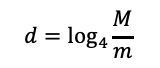 d = log₄ M/m